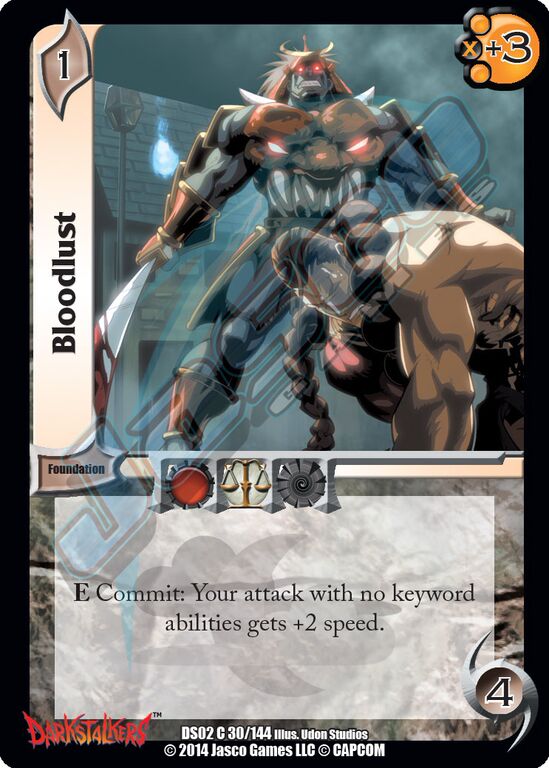 1
X +3
Bloodlust
Foundation
E Commit: Your attack with no keyword
abilities gets +2 speed.
4
DARKSTALKERS™
DS02 C 30/144 Illus. Udon Studios
© 2014 Jasco Games LLC © CAPCOM